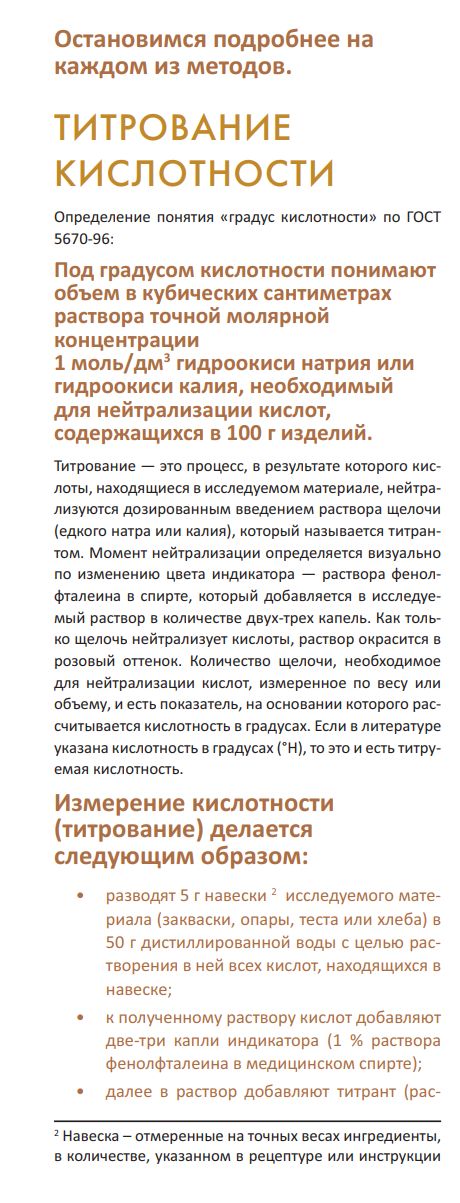 Остановимся подробнее на
каждом из методов.
ТИТРОВАНИЕ
КИСЛОТНОСТИ
Определение понятия «градус кислотности» по ГОСТ
5670-96:
Под градусом кислотности понимают
объем в кубических сантиметрах
раствора точной молярной
концентрации
1 моль/дм³ гидроокиси натрия или
гидроокиси калия, необходимый
для нейтрализации кислот,
содержащихся в 100 г изделий.
Титрование — это процесс, в результате которого кис-
лоты, находящиеся в исследуемом материале, нейтра-
лизуются дозированным введением раствора щелочи
(едкого натра или калия), который называется титран-
том. Момент нейтрализации определяется визуально
по изменению цвета индикатора — раствора фенол-
фталеина в спирте, который добавляется в исследуе-
мый раствор в количестве двух-трех капель. Как толь-
ко щелочь нейтрализует кислоты, раствор окрасится в
розовый оттенок. Количество щелочи, необходимое
для нейтрализации кислот, измеренное по весу или
объему, и есть показатель, на основании которого рас-
считывается кислотность в градусах. Если в литературе
указана кислотность в градусах (°Н), то это и есть титру-
емая кислотность.
Измерение кислотности
(титрование) делается
следующим образом:
• разводят 5 г навески ² исследуемого мате-
риала (закваски, опары, теста или хлеба) в
50 г дистиллированной воды с целью рас-
творения в ней всех кислот, находящихся в
навеске;
• к полученному раствору кислот добавляют
две-три капли индикатора (1 % раствора
фенолфталеина в медицинском спирте);
• далее в раствор добавляют титрант (рас-
² Навеска – отмеренные на точных весах ингредиенты,
в количестве, указанном в рецептуре или инструкции